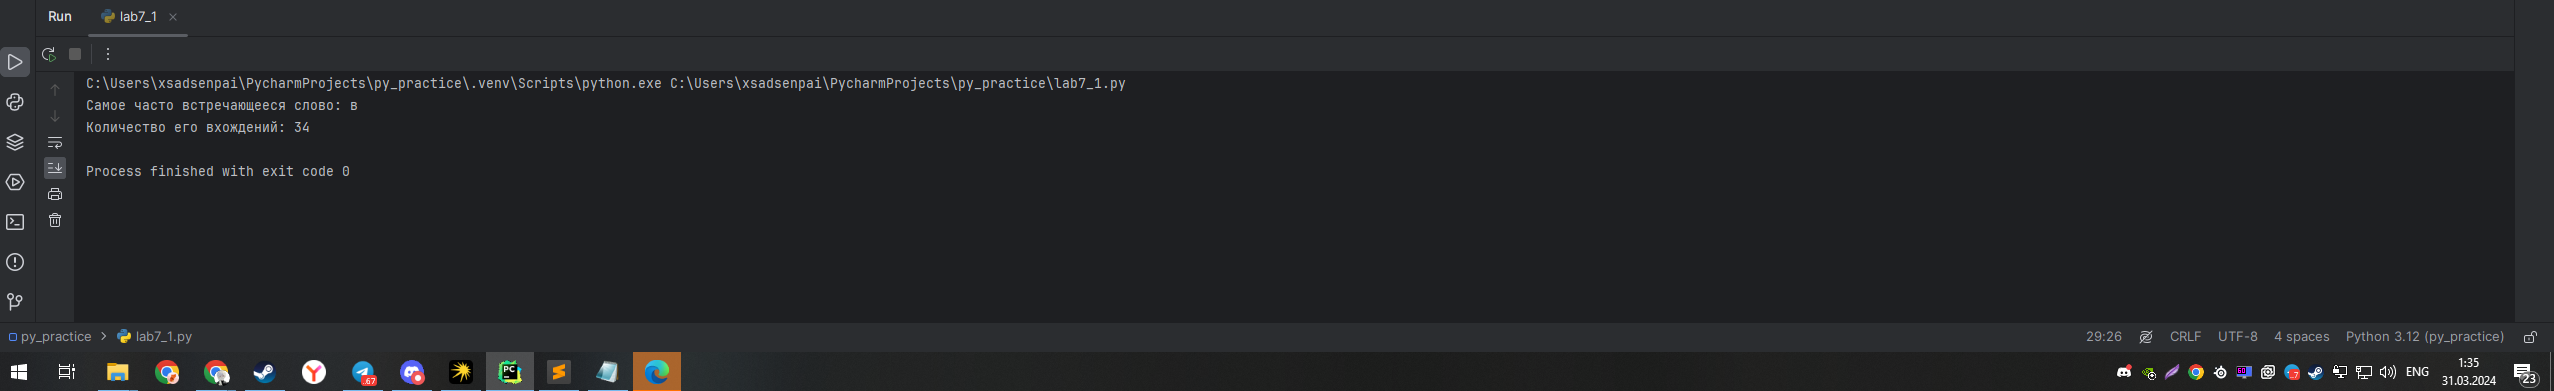 Run lab7_1
C:\Users\xsadsenpai\PycharmProjects\py_practice\.venv\Scripts\python.exe C:\Users\xsadsenpai\PycharmProjects\py_practice\lab7_1.py
Самое часто встречающееся слово: в
Количество его вхождений: 34
Process finished with exit code 0
py_practice > lab7_1.py 29:26 CRLF UTF-8 4 spaces Python 3.12 (py_practice)
.67 PC ENG 1:35
31.03.2024 23